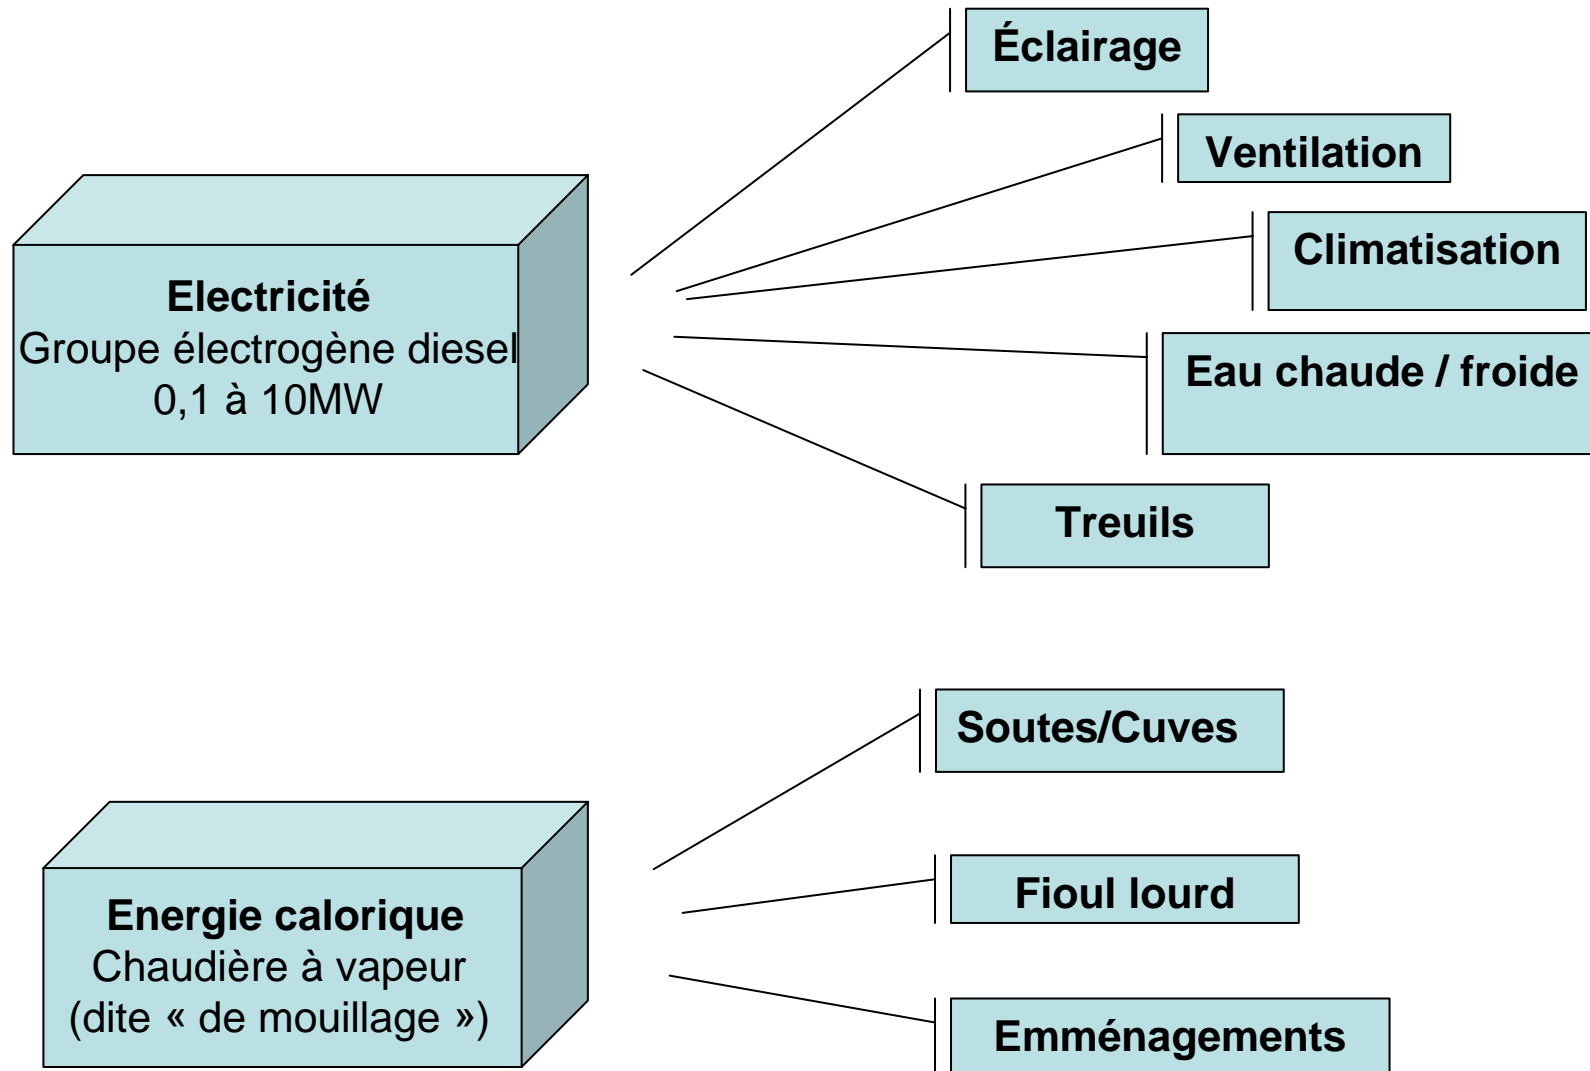 Éclairage
Ventilation
Climatisation
Electricité
Groupe électrogène diesel
0,1 à 10MW
Eau chaude / froide
Treuils
Soutes/Cuves
Energie calorique
Chaudière à vapeur
(dite « de mouillage »)
Fioul lourd
Emménagements